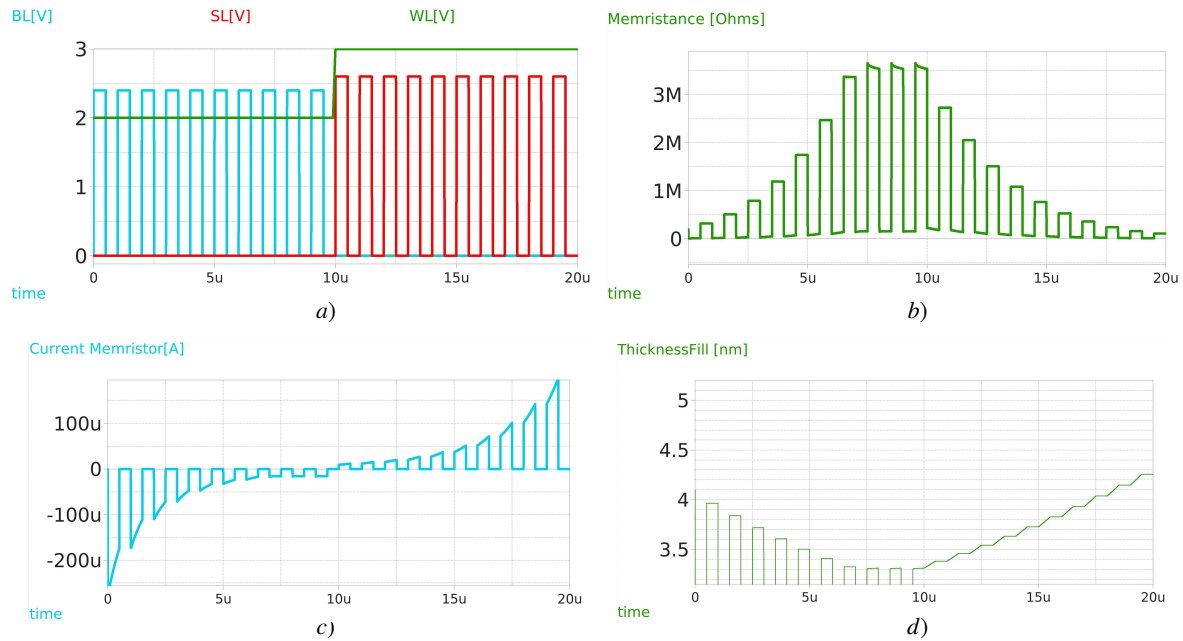 BL[V] SL[V] WL[V]
3
2
1
0
0 5u 10u 15u 20u
time
a)
Memristance [Ohms]
3M
2M
1M
0
0 5u 10u 15u 20u
time
b)
Current Memristor[A]
100u
0
-100u
-200u
0 5u 10u 15u 20u
time
c)
ThicknessFill [nm]
5
4.5
4
3.5
0 5u 10u 15u 20u
time
d)